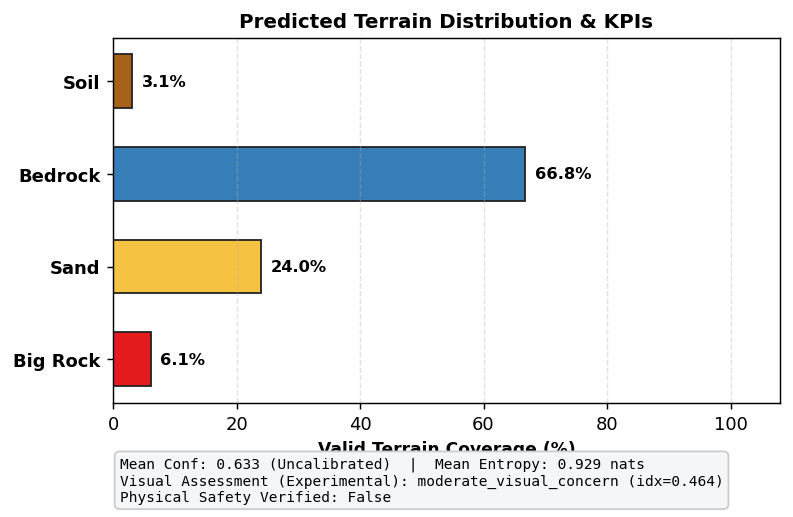 Predicted Terrain Distribution & KPIs
Soil
3.1%
Bedrock
66.8%
Sand
24.0%
Big Rock
6.1%
0 20 40 60 80 100
Valid Terrain Coverage (%)
Mean Conf: 0.633 (Uncalibrated) | Mean Entropy: 0.929 nats
Visual Assessment (Experimental): moderate_visual_concern (idx=0.464)
Physical Safety Verified: False